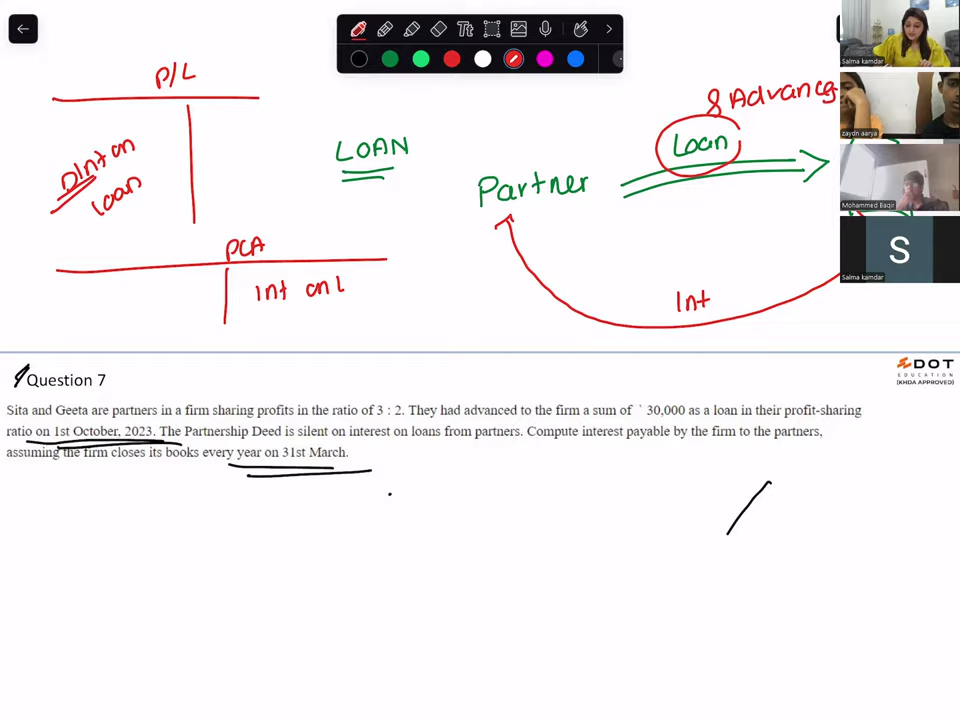 P/L
Int on
loan
LOAN
& Advances
Loan
Partner
Int
PCA
Int on L
Tt
Salma kamdar
zaydn aarya
Mohammed Baqir
S
Salma kamdar
EDOT
EDUCATION
(KHDA APPROVED)
Question 7
Sita and Geeta are partners in a firm sharing profits in the ratio of 3 : 2. They had advanced to the firm a sum of ` 30,000 as a loan in their profit-sharing
ratio on 1st October, 2023. The Partnership Deed is silent on interest on loans from partners. Compute interest payable by the firm to the partners,
assuming the firm closes its books every year on 31st March.